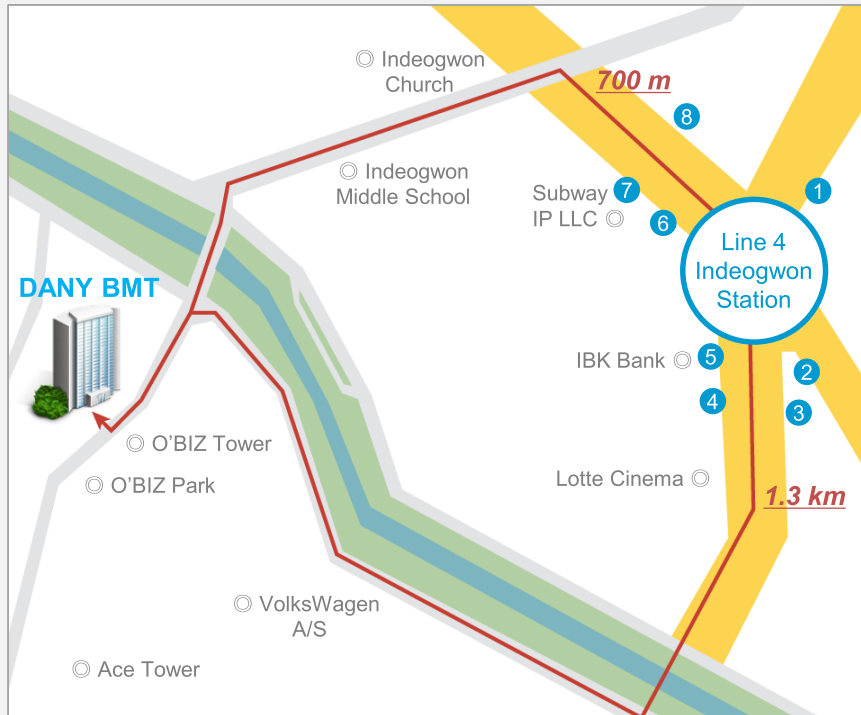 Indeogwon
Church
700 m
8
Indeogwon
Middle School
Subway
IP LLC
7
6
1
Line 4
Indeogwon
Station
DANY BMT
IBK Bank
5
2
4
3
O'BIZ Tower
O'BIZ Park
Lotte Cinema
1.3 km
VolksWagen
A/S
Ace Tower